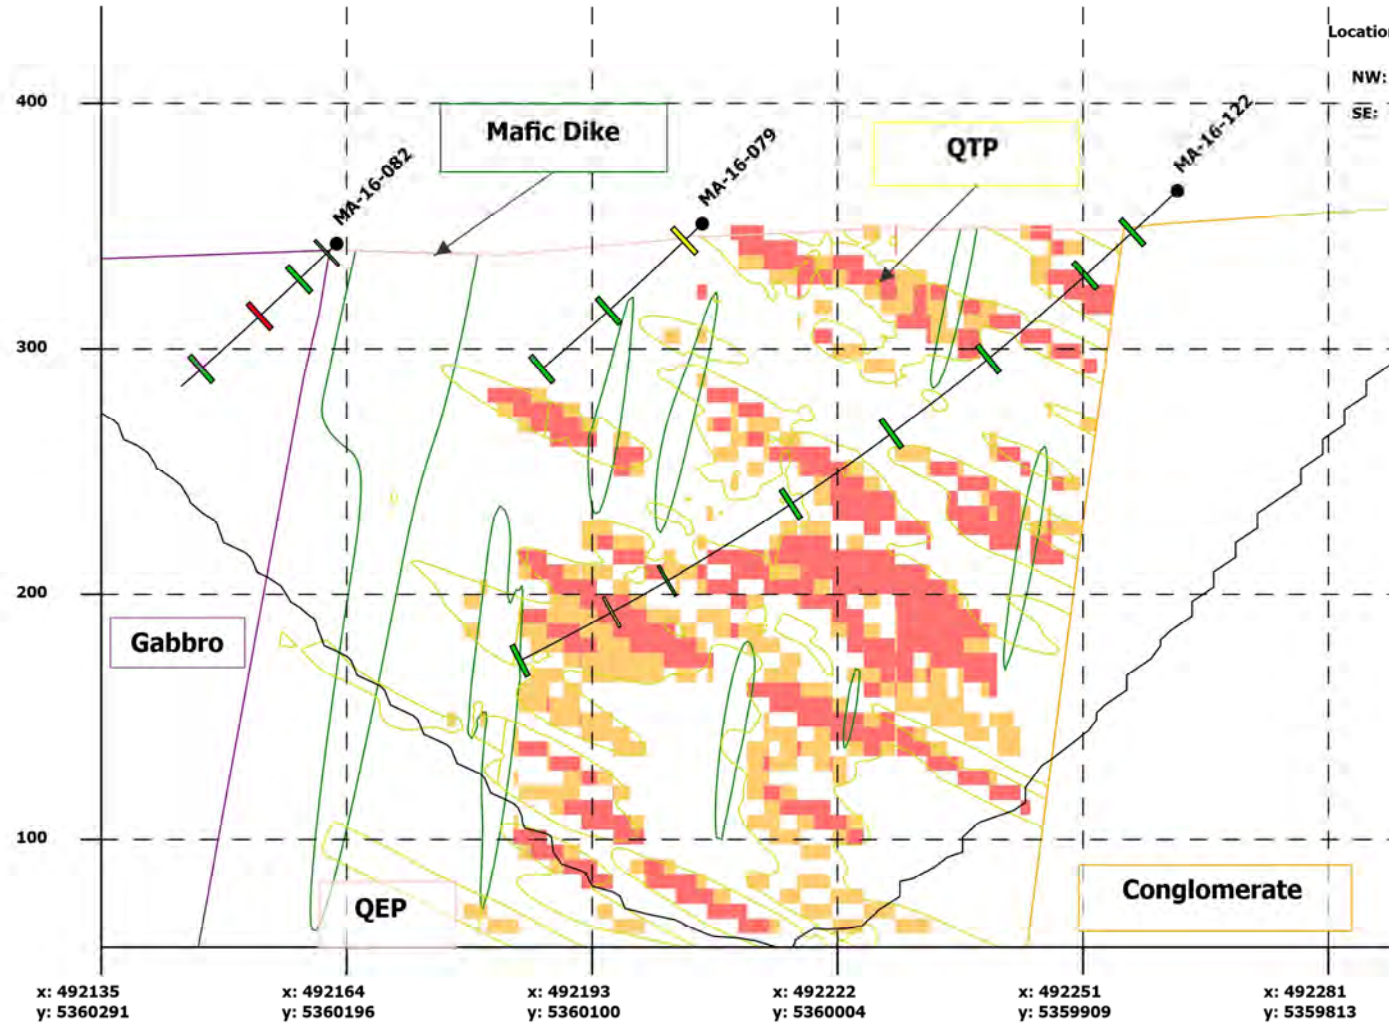 Location
NW:
SE:
400
Mafic Dike
MA-16-082
MA-16-079
QTP
MA-16-122
300
200
Gabbro
100
QEP
Conglomerate
x: 492135
y: 5360291
x: 492164
y: 5360196
x: 492193
y: 5360100
x: 492222
y: 5360004
x: 492251
y: 5359909
x: 492281
y: 5359813